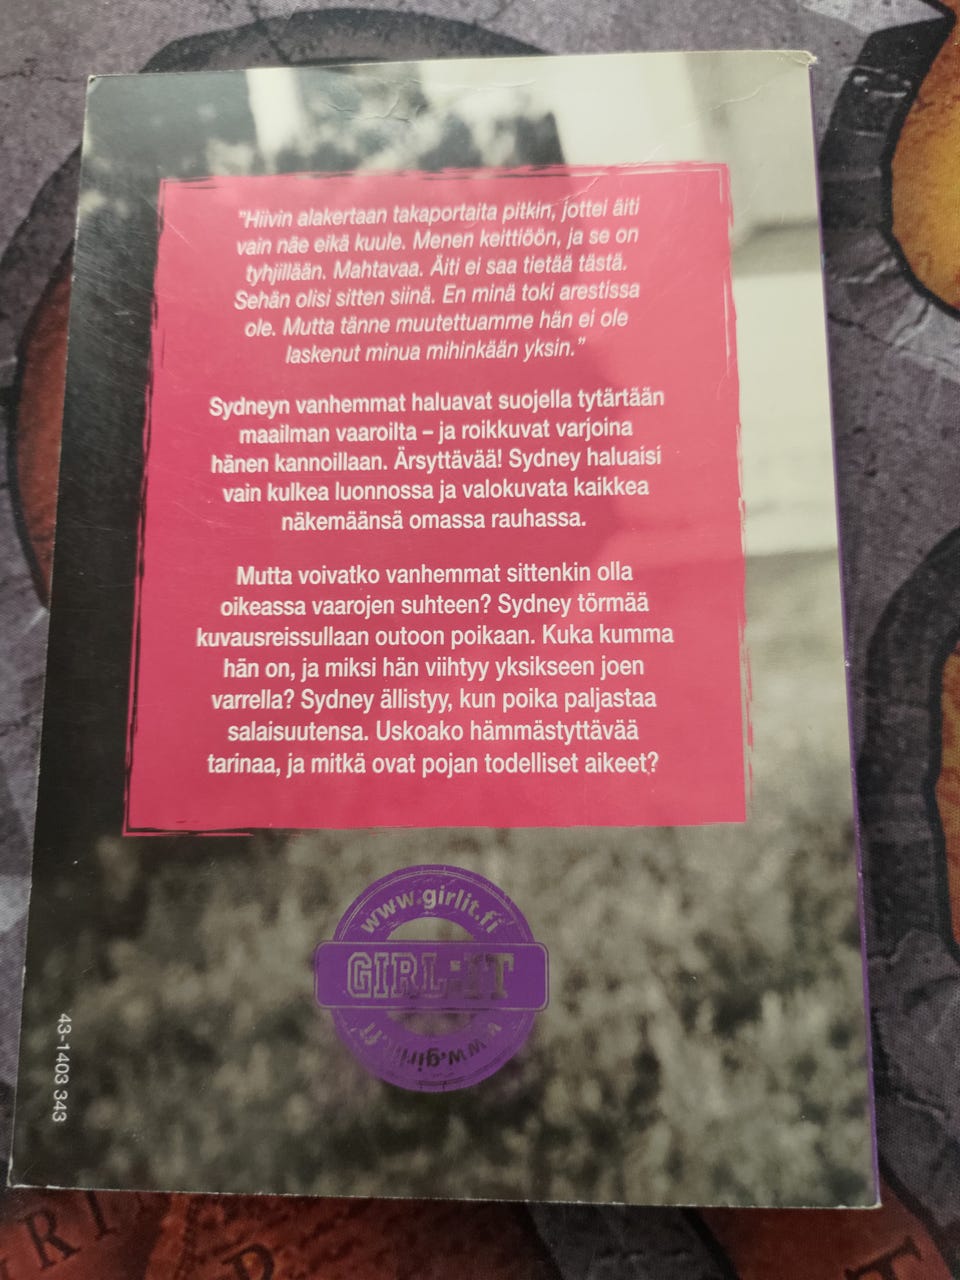 "Hiivin alakertaan takaportaita pitkin, jottei äiti
vain näe eikä kuule. Menen keittiöön, ja se on
tyhjillään. Mahtavaa. Äiti ei saa tietää tästä.
Sehän olisi sitten siinä. En minä toki arestissa
ole. Mutta tänne muutettuamme hän ei ole
laskenut minua mihinkään yksin."
Sydneyn vanhemmat haluavat suojella tytärtään
maailman vaaroilta – ja roikkuvat varjoina
hänen kannoillaan. Ärsyttävää! Sydney haluaisi
vain kulkea luonnossa ja valokuvata kaikkea
näkemäänsä omassa rauhassa.
Mutta voivatko vanhemmat sittenkin olla
oikeassa vaarojen suhteen? Sydney törmää
kuvausreissullaan outoon poikaan. Kuka kumma
hän on, ja miksi hän viihtyy yksikseen joen
varrella? Sydney ällistyy, kun poika paljastaa
salaisuutensa. Uskoako hämmästyttävää
tarinaa, ja mitkä ovat pojan todelliset aikeet?
www.girlit.fi
GIRL:IT
www.girlit.fi
43-1403 343